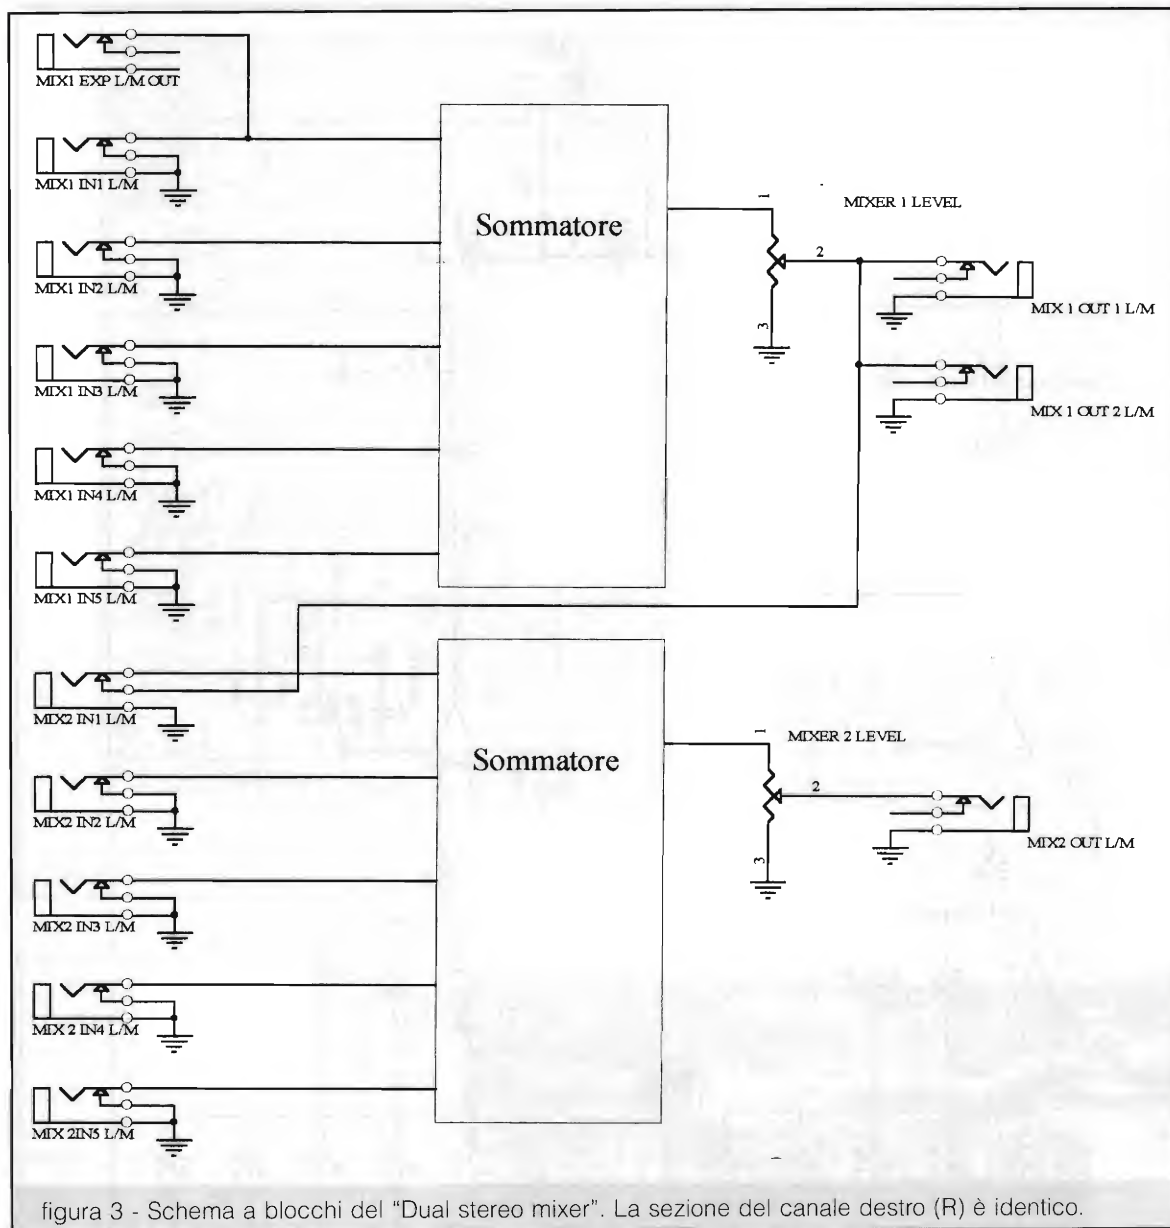 MIX1 EXP L/M OUT
MIX1 IN1 L/M
MIX1 IN2 L/M
MIX1 IN3 L/M
MIX1 IN4 L/M
MIX1 IN5 L/M
Sommatore
1
MIXER 1 LEVEL
2
3
MIX 1 OUT 1 L/M
MIX 1 OUT 2 L/M
MIX2 IN1 L/M
MIX2 IN2 L/M
MIX2 IN3 L/M
MIX 2 IN4 L/M
MIX 2IN5 L/M
Sommatore
1
MIXER 2 LEVEL
2
3
MIX2 OUT L/M
figura 3 - Schema a blocchi del "Dual stereo mixer". La sezione del canale destro (R) è identico.